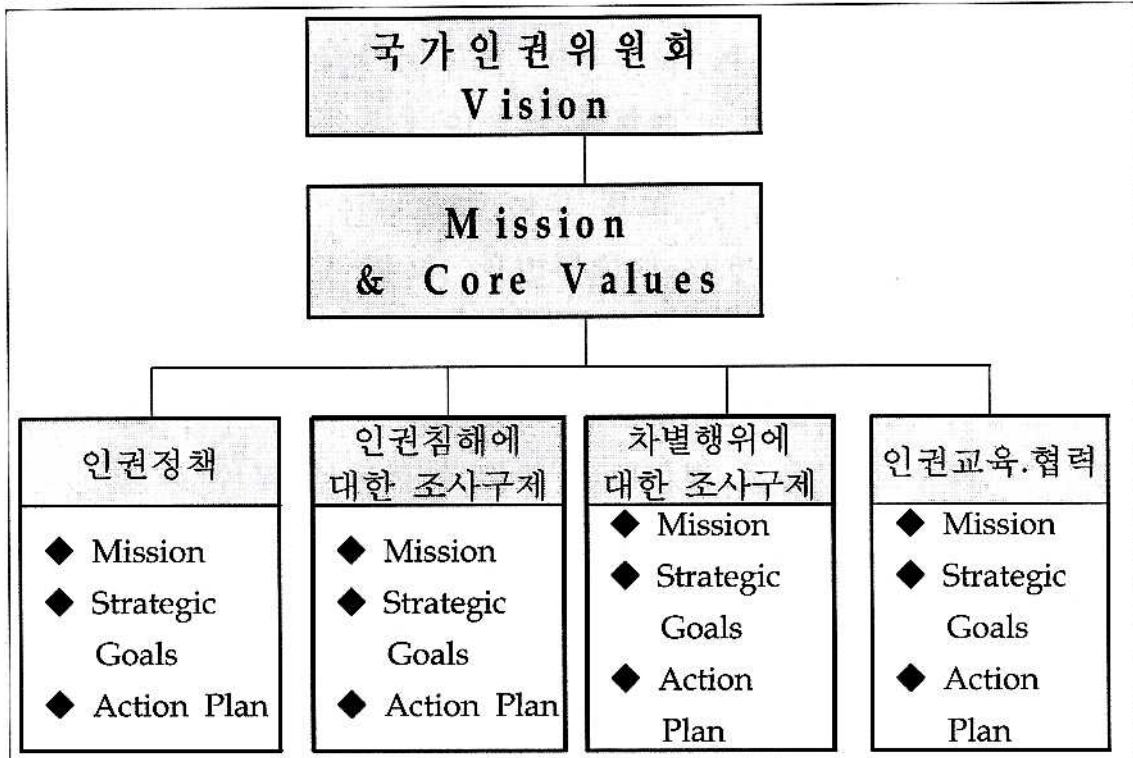 국가인권위원회
Vision
Mission
& Core Values
인권정책
◆ Mission
◆ Strategic
Goals
◆ Action Plan
인권침해에
대한 조사구제
◆ Mission
◆ Strategic
Goals
◆ Action Plan
차별행위에
대한 조사구제
◆ Mission
◆ Strategic
Goals
◆ Action
Plan
인권교육.협력
◆ Mission
◆ Strategic
Goals
◆ Action
Plan